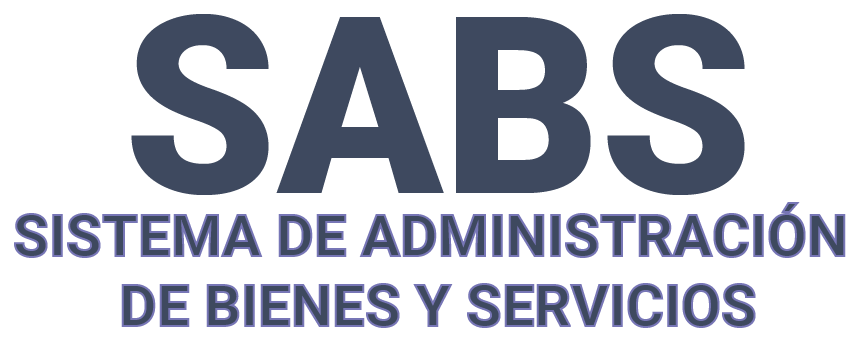 SABS
SISTEMA DE ADMINISTRACIÓN
DE BIENES Y SERVICIOS